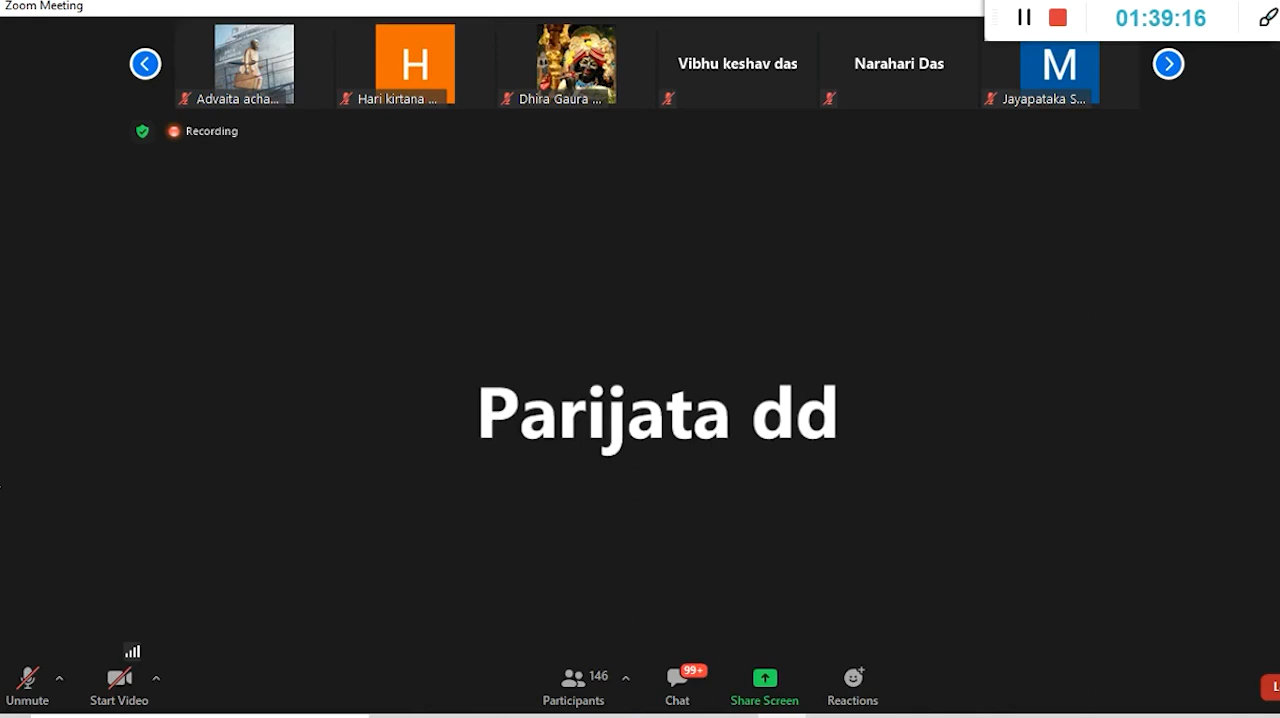 Zoom Meeting
01:39:16
H
Vibhu keshav das
Narahari Das
M
Advaita acha...
Hari kirtana ...
Dhira Gaura ...
Jayapataka S...
Recording
Parijata dd
146
99+
Unmute
Start Video
Participants
Chat
Share Screen
Reactions
L